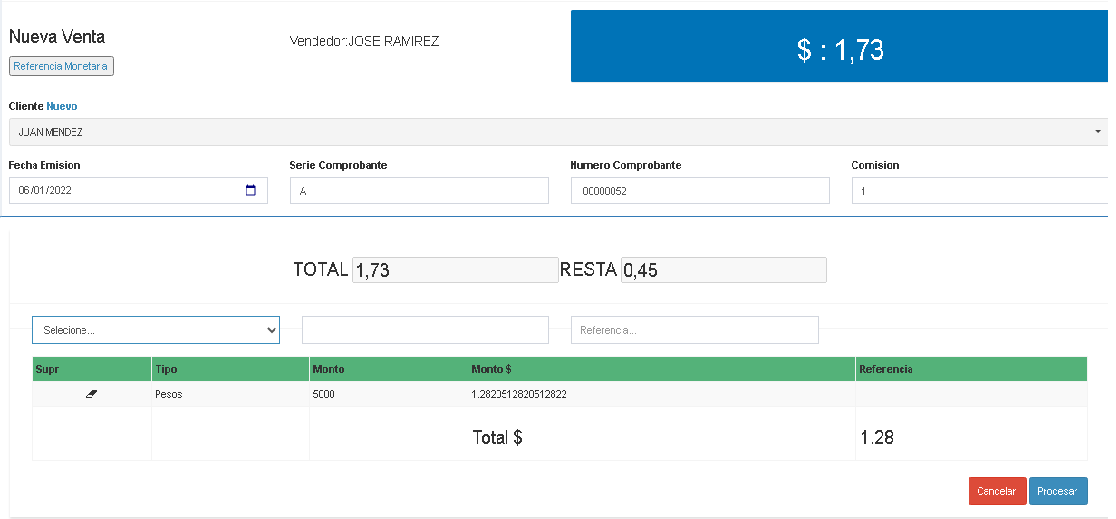 Nueva Venta
Vendedor:JOSE RAMIREZ
$ : 1,73
Referencia Monetaria
Cliente Nuevo
JUAN MENDEZ
Fecha Emision
Serie Comprobante
Numero Comprobante
Comision
06/01/2022
A
00000052
1
TOTAL 1,73 RESTA 0,45
Selecione...
Referencia...
Supr Tipo Monto Monto $ Referencia
Pesos 5000 1.2820512820512822
Total $ 1.28
Cancelar Procesar